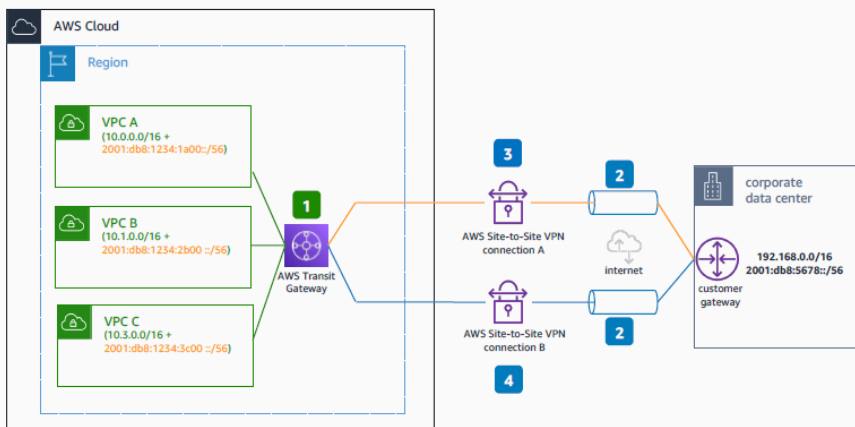 AWS Cloud
Region
VPC A
(10.0.0.0/16 +
2001:db8:1234:1a00::/56)
VPC B
(10.1.0.0/16 +
2001:db8:1234:2b00 ::/56)
VPC C
(10.3.0.0/16 +
2001:db8:1234:3c00 ::/56)
1
AWS Transit
Gateway
3
AWS Site-to-Site VPN
connection A
2
internet
AWS Site-to-Site VPN
connection B
4
2
corporate
data center
192.168.0.0/16
2001:db8:5678::/56
customer
gateway